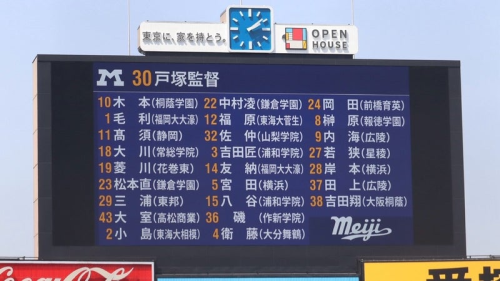 東京に、家を持とう。
OPEN HOUSE
M 30 戸塚監督
10 木本(桐蔭学園) 22 中村凌(鎌倉学園) 24 岡田(前橋育英)
1 毛利(福岡大大濠) 12 福原(東海大菅生) 8 榊原(報徳学園)
11 髙須(静岡) 32 佐仲(山梨学院) 9 内海(広陵)
18 大川(常総学院) 3 吉田匠(浦和学院) 27 若狭(星稜)
19 菱川(花巻東) 14 友納(福岡大大濠) 28 岸本(横浜)
23 松本直(鎌倉学園) 5 宮田(横浜) 37 田上(広陵)
29 三浦(東邦) 15 八谷(浦和学院) 38 吉田翔(大阪桐蔭)
43 大室(高松商業) 36 磯(作新学院)
2 小島(東海大相模) 4 衛藤(大分舞鶴) Meiji
Coca-Cola